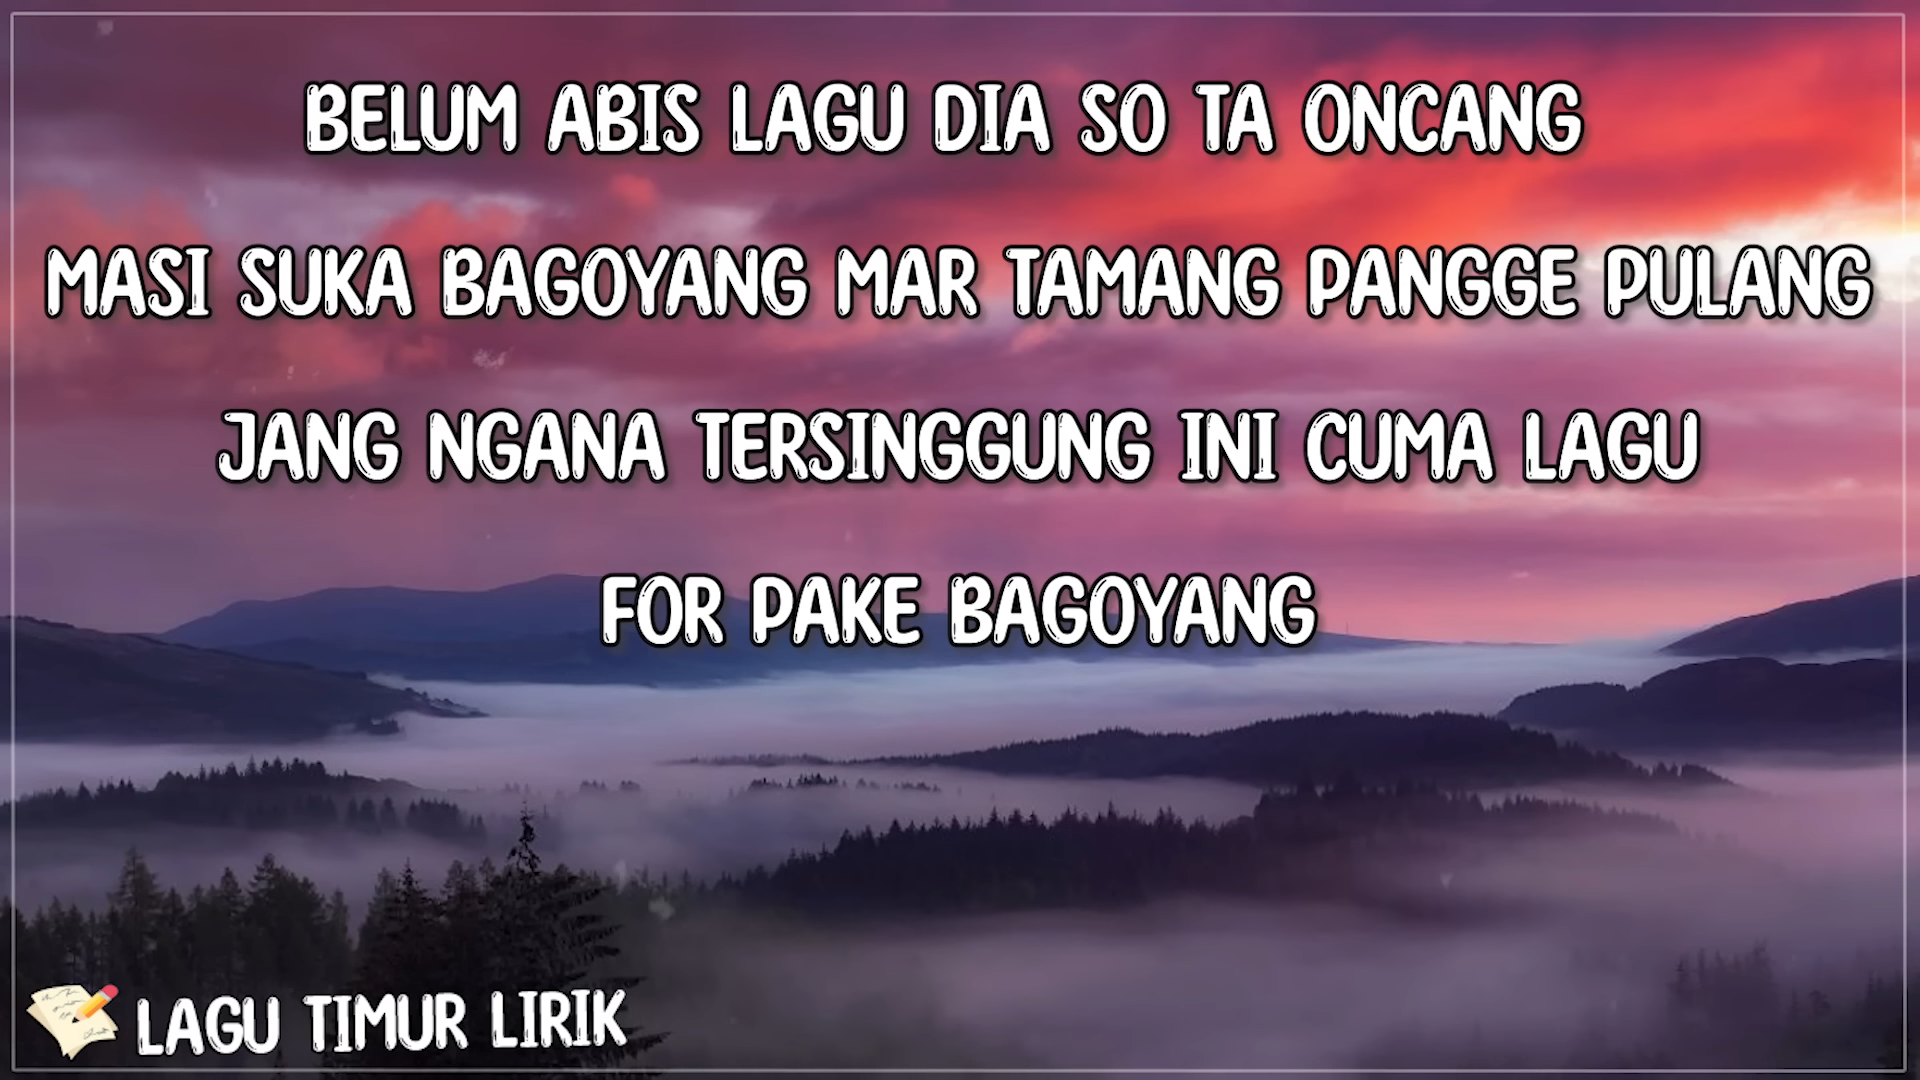 BELUM ABIS LAGU DIA SO TA ONCANG
MASI SUKA BAGOYANG MAR TAMANG PANGGE PULANG
JANG NGANA TERSINGGUNG INI CUMA LAGU
FOR PAKE BAGOYANG
LAGU TIMUR LIRIK